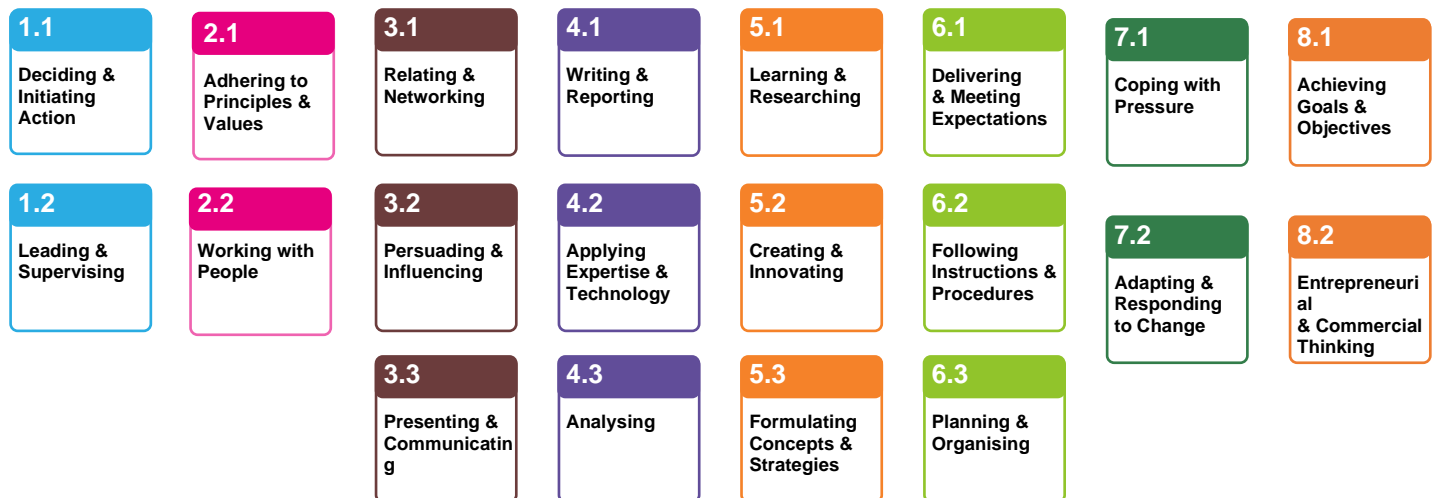 1.1
Deciding &
Initiating
Action
2.1
Adhering to
Principles &
Values
3.1
Relating &
Networking
4.1
Writing &
Reporting
5.1
Learning &
Researching
6.1
Delivering
& Meeting
Expectations
7.1
Coping with
Pressure
8.1
Achieving
Goals &
Objectives
1.2
Leading &
Supervising
2.2
Working with
People
3.2
Persuading &
Influencing
4.2
Applying
Expertise &
Technology
5.2
Creating &
Innovating
6.2
Following
Instructions &
Procedures
7.2
Adapting &
Responding
to Change
8.2
Entrepreneuri
al
& Commercial
Thinking
3.3
Presenting &
Communicatin
g
4.3
Analysing
5.3
Formulating
Concepts &
Strategies
6.3
Planning &
Organising